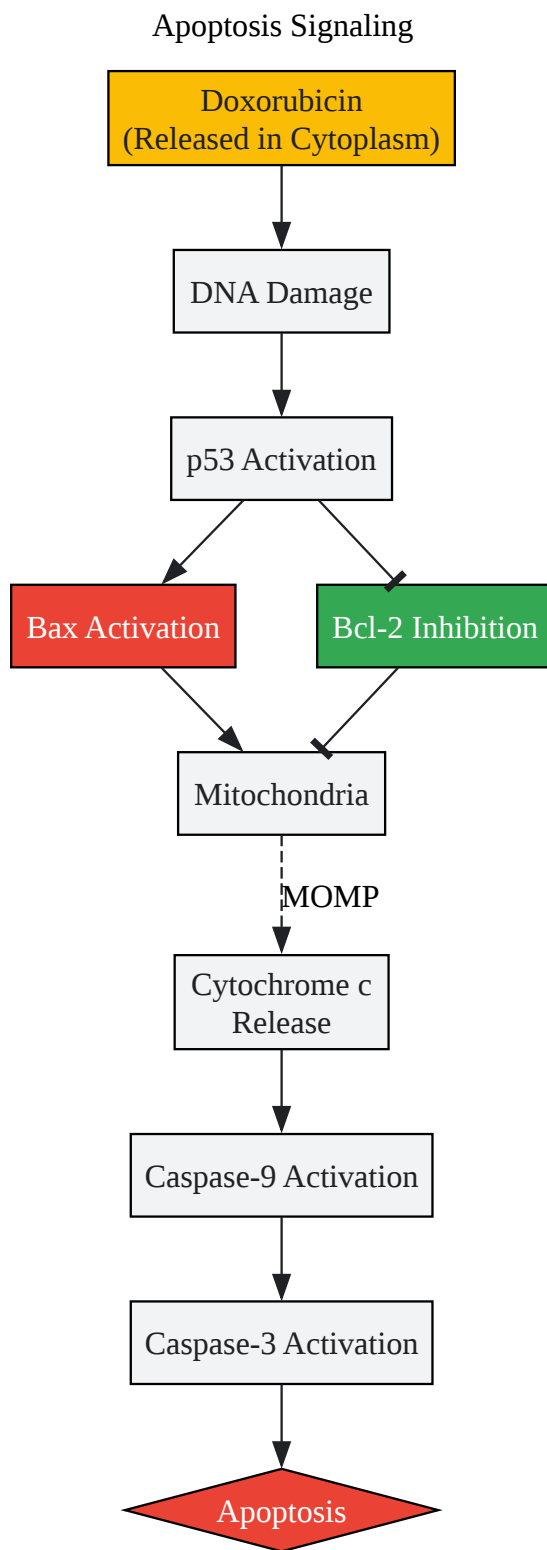 Apoptosis Signaling
Doxorubicin
(Released in Cytoplasm)
DNA Damage
p53 Activation
Bax Activation
Bcl-2 Inhibition
Mitochondria
MOMP
Cytochrome c
Release
Caspase-9 Activation
Caspase-3 Activation
Apoptosis